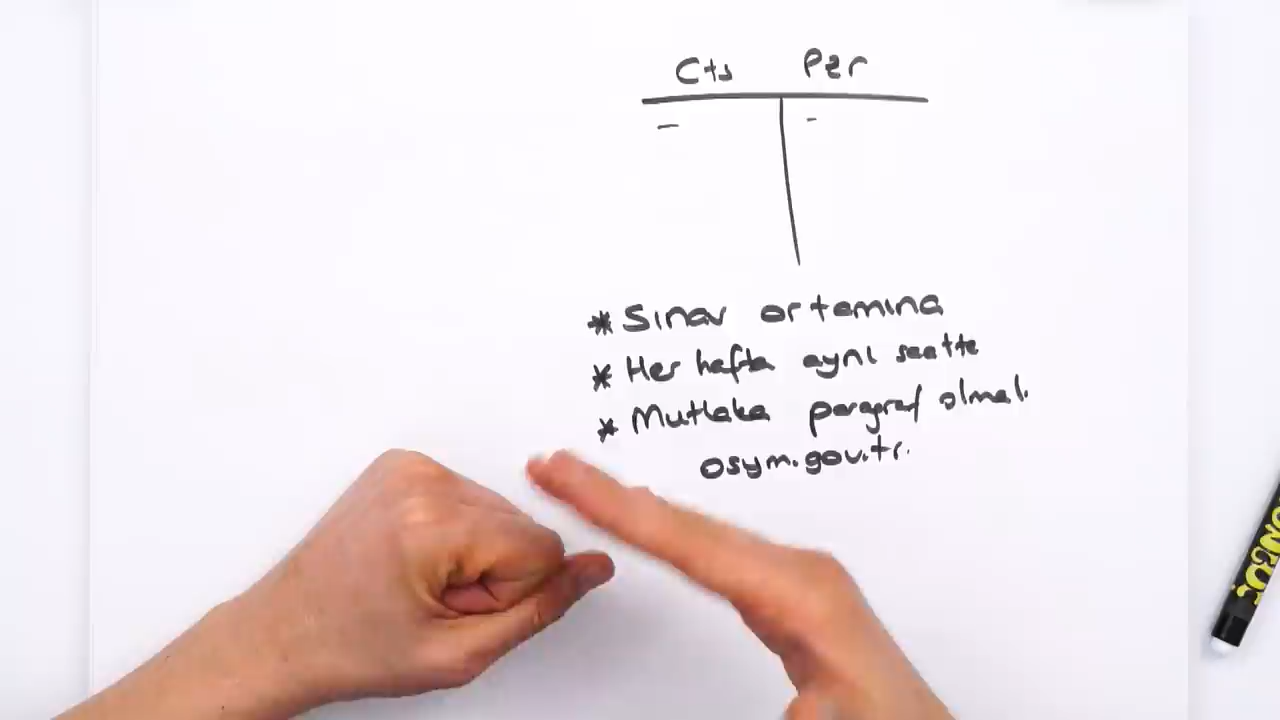 Cts Per
- -
* Sınav ortamına
* Her hafta aynı saatte
* Mutlaka paragraf olmalı.
osym.gov.tr.